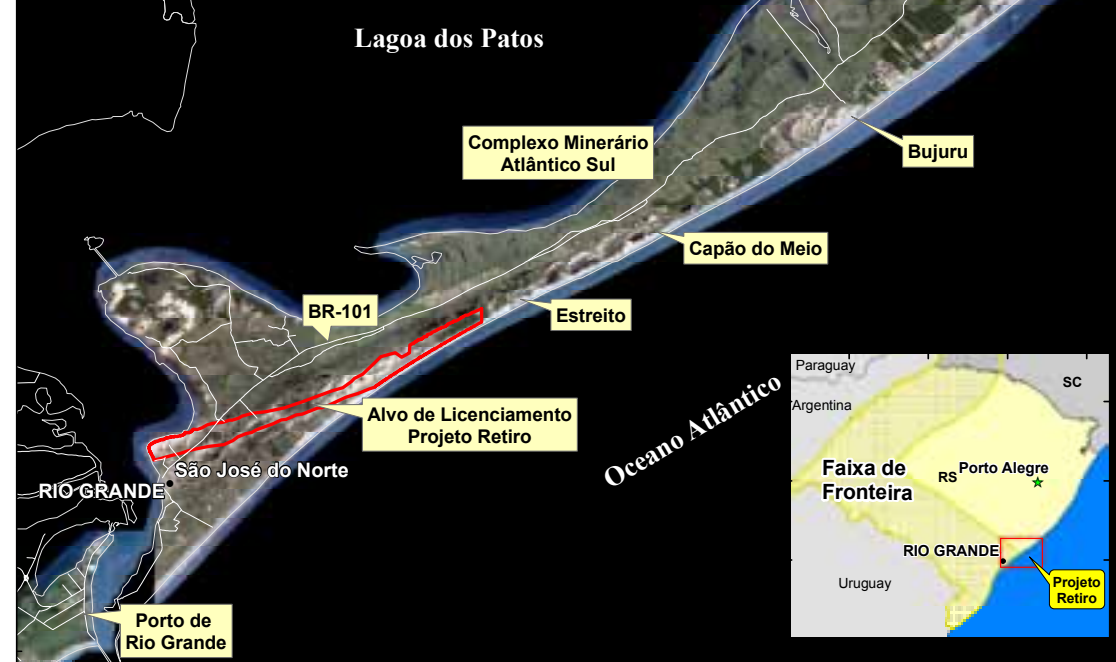 Lagoa dos Patos
Complexo Minerário
Atlântico Sul
Bujuru
Capão do Meio
BR-101
Estreito
Alvo de Licenciamento
Projeto Retiro
São José do Norte
RIO GRANDE
Oceano Atlântico
Porto de
Rio Grande
Paraguay
SC
Argentina
Faixa de
Fronteira
RS
Porto Alegre
RIO GRANDE
Uruguay
Projeto
Retiro